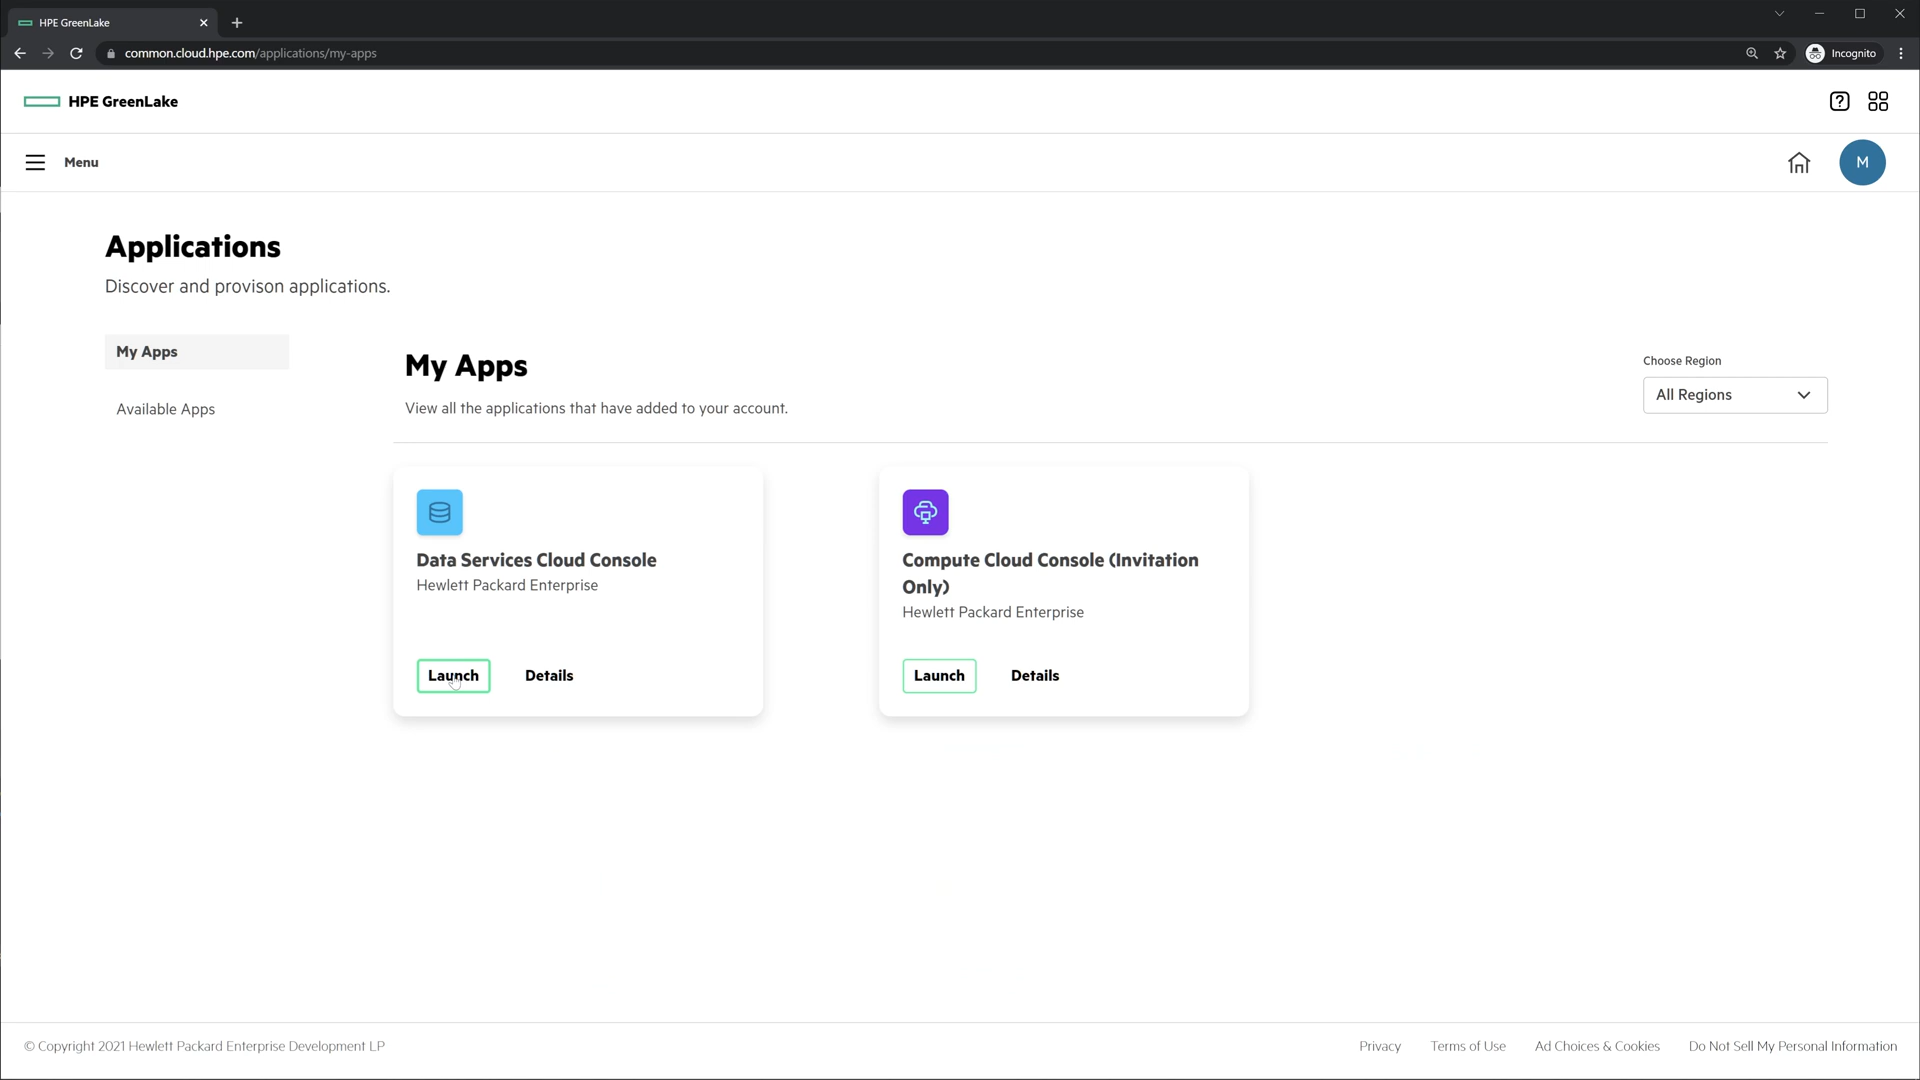 HPE GreenLake
common.cloud.hpe.com/applications/my-apps
Incognito
HPE GreenLake
Menu
M
Applications
Discover and provison applications.
My Apps
Available Apps
My Apps
View all the applications that have added to your account.
Choose Region
All Regions
Data Services Cloud Console
Hewlett Packard Enterprise
Launch
Details
Compute Cloud Console (Invitation
Only)
Hewlett Packard Enterprise
Launch
Details
© Copyright 2021 Hewlett Packard Enterprise Development LP
Privacy
Terms of Use
Ad Choices & Cookies
Do Not Sell My Personal Information